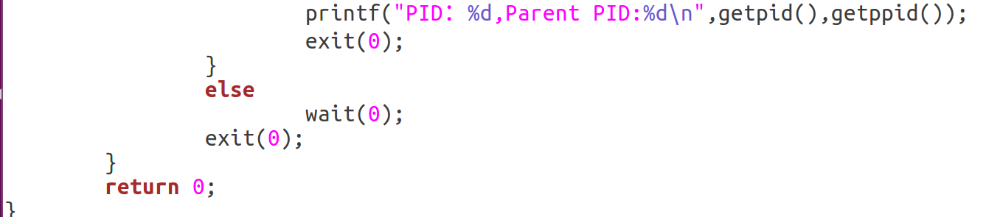 printf("PID: %d,Parent PID:%d\n",getpid(),getppid());
exit(0);
}
else
wait(0);
exit(0);
}
return 0;
}